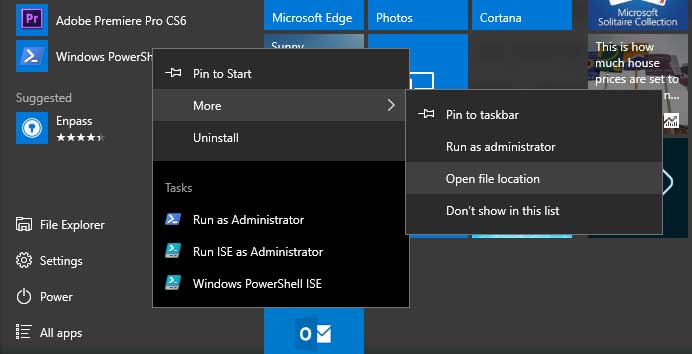 Adobe Premiere Pro CS6
Windows PowerShe
Suggested
Enpass
File Explorer
Settings
Power
All apps
Pin to Start
More
Uninstall
Tasks
Run as Administrator
Run ISE as Administrator
Windows PowerShell ISE
Pin to taskbar
Run as administrator
Open file location
Don't show in this list
Microsoft Edge
Photos
Cortana
Microsoft
Solitaire Collection
Sunny
This is how
much house
prices are set to
n...